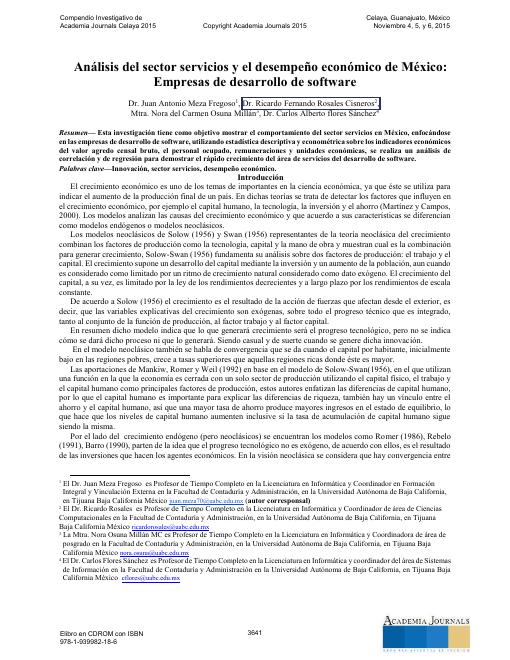 Compendio Investigativo de
Academia Journals Celaya 2015
Copyright Academia Journals 2015
Celaya, Guanajuato, México
Noviembre 4, 5, y 6, 2015
Análisis del sector servicios y el desempeño económico de México:
Empresas de desarrollo de software
Dr. Juan Antonio Meza Fregoso¹, Dr. Ricardo Fernando Rosales Cisneros²,
Mtra. Nora del Carmen Osuna Millán³, Dr. Carlos Alberto flores Sánchez⁴
Resumen— Esta investigación tiene como objetivo mostrar el comportamiento del sector servicios en México, enfocándose
en las empresas de desarrollo de software, utilizando estadística descriptiva y econométrica sobre los indicadores económicos
del valor agredo censal bruto, el personal ocupado, remuneraciones y unidades económicas, se realiza un análisis de
correlación y de regresión para demostrar el rápido crecimiento del área de servicios del desarrollo de software.
Palabras clave—Innovación, sector servicios, desempeño económico.
Introducción
El crecimiento económico es uno de los temas de importantes en la ciencia económica, ya que éste se utiliza para
indicar el aumento de la producción final de un país. En dichas teorías se trata de detectar los factores que influyen en
el crecimiento económico, por ejemplo el capital humano, la tecnología, la inversión y el ahorro (Martínez y Campos,
2000). Los modelos analizan las causas del crecimiento económico y que acuerdo a sus características se diferencian
como modelos endógenos o modelos neoclásicos.
Los modelos neoclásicos de Solow (1956) y Swan (1956) representantes de la teoría neoclásica del crecimiento
combinan los factores de producción como la tecnología, capital y la mano de obra y muestran cual es la combinación
para generar crecimiento, Solow-Swan (1956) fundamenta su análisis sobre dos factores de producción: el trabajo y el
capital. El crecimiento supone un desarrollo del capital mediante la inversión y un aumento de la población, aun cuando
es considerado como limitado por un ritmo de crecimiento natural considerado como dato exógeno. El crecimiento del
capital, a su vez, es limitado por la ley de los rendimientos decrecientes y a largo plazo por los rendimientos de escala
constante.
De acuerdo a Solow (1956) el crecimiento es el resultado de la acción de fuerzas que afectan desde el exterior, es
decir, que las variables explicativas del crecimiento son exógenas, sobre todo el progreso técnico que es integrado,
tanto al conjunto de la función de producción, al factor trabajo y al factor capital.
En resumen dicho modelo indica que lo que generará crecimiento será el progreso tecnológico, pero no se indica
cómo se dará dicho proceso ni que lo generará. Siendo casual y de suerte cuando se genere dicha innovación.
En el modelo neoclásico también se habla de convergencia que se da cuando el capital por habitante, inicialmente
bajo en las regiones pobres, crece a tasas superiores que aquellas regiones ricas donde éste es mayor.
Las aportaciones de Mankiw, Romer y Weil (1992) en base en el modelo de Solow-Swan(1956), en el que utilizan
una función en la que la economía es cerrada con un solo sector de producción utilizando el capital físico, el trabajo y
el capital humano como principales factores de producción, estos autores enfatizan las diferencias de capital humano,
por lo que el capital humano es importante para explicar las diferencias de riqueza, también hay un vínculo entre el
ahorro y el capital humano, así que una mayor tasa de ahorro produce mayores ingresos en el estado de equilibrio, lo
que hace que los niveles de capital humano aumenten inclusive si la tasa de acumulación de capital humano sigue
siendo la misma.
Por el lado del crecimiento endógeno (pero neoclásicos) se encuentran los modelos como Romer (1986), Rebelo
(1991), Barro (1990), parten de la idea que el progreso tecnológico no es exógeno, de acuerdo con ellos, es el resultado
de las inversiones que hacen los agentes económicos. En la visión neoclásica se considera que hay convergencia entre
¹ El Dr. Juan Meza Fregoso es Profesor de Tiempo Completo en la Licenciatura en Informática y Coordinador en Formación
Integral y Vinculación Externa en la Facultad de Contaduría y Administración, en la Universidad Autónoma de Baja California,
en Tijuana Baja California México juan.meza70@uabc.edu.mx (autor corresponsal)
² El Dr. Ricardo Rosales es Profesor de Tiempo Completo en la Licenciatura en Informática y Coordinador de área de Ciencias
Computacionales en la Facultad de Contaduría y Administración, en la Universidad Autónoma de Baja California, en Tijuana
Baja California México ricardorosales@uabc.edu.mx
³ La Mtra. Nora Osuna Millán MC es Profesor de Tiempo Completo en la Licenciatura en Informática y Coordinadora de área de
posgrado en la Facultad de Contaduría y Administración, en la Universidad Autónoma de Baja California, en Tijuana Baja
California México nora.osuna@uabc.edu.mx
⁴ El Dr. Carlos Flores Sánchez es Profesor de Tiempo Completo en la Licenciatura en Informática y coordinador del área de Sistemas
de Información en la Facultad de Contaduría y Administración, en la Universidad Autónoma de Baja California, en Tijuana Baja
California México cflores@uabc.edu.mx
Elibro en CDROM con ISBN
978-1-939982-18-6
3641
ACADEMIA JOURNALS